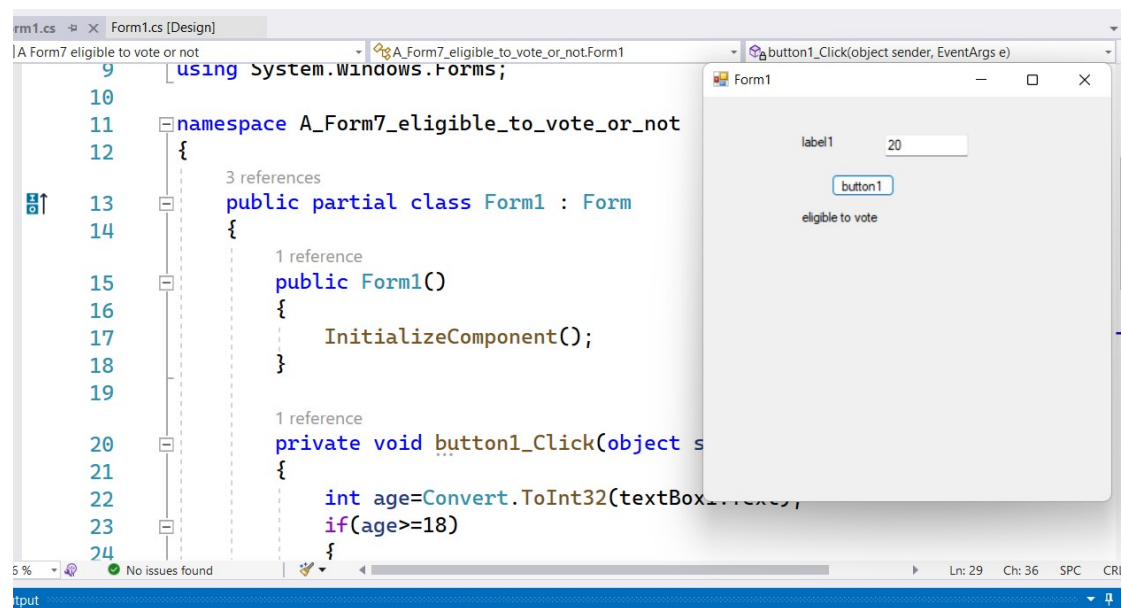 rm1.cs Form1.cs [Design]
A Form7 eligible to vote or not A_Form7_eligible_to_vote_or_not.Form1 button1_Click(object sender, EventArgs e)
9 using System.Windows.Forms;
10
11 namespace A_Form7_eligible_to_vote_or_not
12 {
3 references
13 public partial class Form1 : Form
14 {
1 reference
15 public Form1()
16 {
17 InitializeComponent();
18 }
19
1 reference
20 private void button1_Click(object s
21 {
22 int age=Convert.ToInt32(textBox1.Text);
23 if(age>=18)
24 {
6 % No issues found Ln: 29 Ch: 36 SPC CRL
tput
Form1
label1 20
button1
eligible to vote